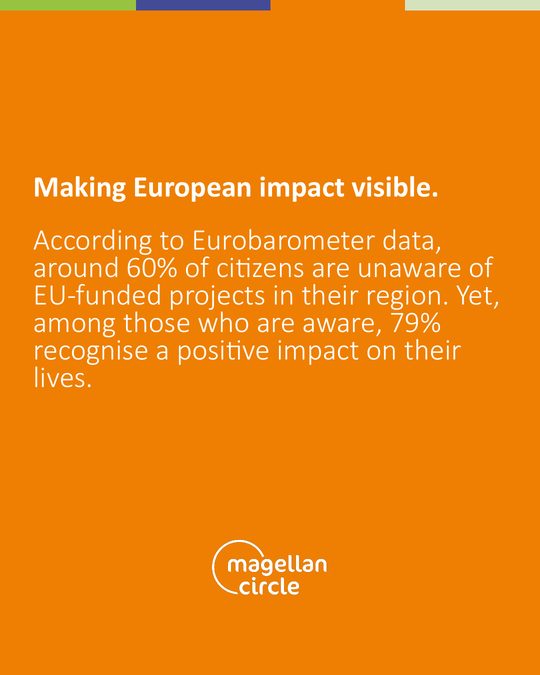 Making European impact visible.
According to Eurobarometer data,
around 60% of citizens are unaware of
EU-funded projects in their region. Yet,
among those who are aware, 79%
recognise a positive impact on their
lives.
magellan
circle